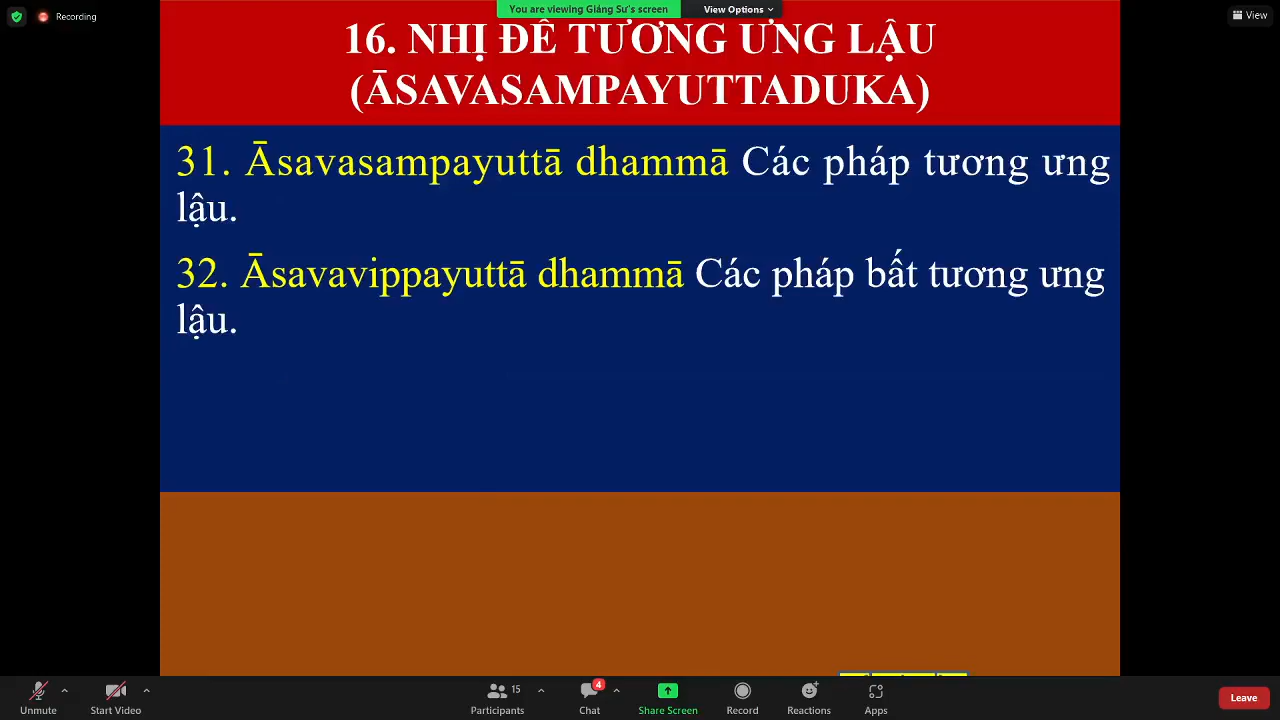 You are viewing Giảng Sư's screen
View Options
Recording
View
16. NHỊ ĐỀ TƯƠNG ƯNG LẬU
(ĀSAVASAMPAYUTTADUKA)
31. Āsavasampayuttā dhammā Các pháp tương ưng
lậu.
32. Āsavavippayuttā dhammā Các pháp bất tương ưng
lậu.
Unmute
Start Video
15
Participants
4
Chat
Share Screen
Record
Reactions
Apps
Leave